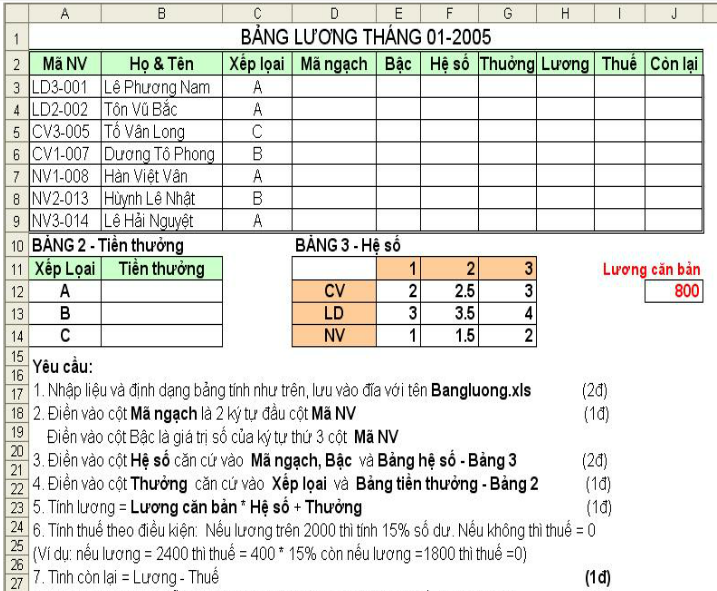 A B C D E F G H I J
1 BẢNG LƯƠNG THÁNG 01-2005
2 Mã NV Họ & Tên Xếp lọai Mã ngạch Bậc Hệ số Thuởng Lương Thuế Còn lại
3 LD3-001 Lê Phương Nam A
4 LD2-002 Tôn Vũ Bắc A
5 CV3-005 Tố Vân Long C
6 CV1-007 Dương Tô Phong B
7 NV1-008 Hàn Việt Vân A
8 NV2-013 Hùynh Lê Nhật B
9 NV3-014 Lê Hải Nguyệt A
10 BẢNG 2 - Tiền thưởng BẢNG 3 - Hệ số
11 Xếp Lọai Tiền thưởng 1 2 3 Lương căn bản
12 A CV 2 2.5 3 800
13 B LD 3 3.5 4
14 C NV 1 1.5 2
15
16 Yêu cầu:
17 1. Nhập liệu và định dạng bảng tính như trên, lưu vào đĩa với tên Bangluong.xls (2đ)
18 2. Điền vào cột Mã ngạch là 2 ký tự đầu cột Mã NV (1đ)
19 Điền vào cột Bậc là giá trị số của ký tự thứ 3 cột Mã NV
20
21 3. Điền vào cột Hệ số căn cứ vào Mã ngạch, Bậc và Bảng hệ số - Bảng 3 (2đ)
22 4. Điền vào cột Thưởng căn cứ vào Xếp lọai và Bảng tiền thưởng - Bảng 2 (1đ)
23 5. Tính lương = Lương căn bản * Hệ số + Thưởng (1đ)
24 6. Tính thuế theo điều kiện: Nếu lương trên 2000 thì tính 15% số dư. Nếu không thì thuế = 0
25 (Ví dụ: nếu lương = 2400 thì thuế = 400 * 15% còn nếu lương =1800 thì thuế =0)
26
27 7. Tình còn lại = Lương - Thuế (1đ)